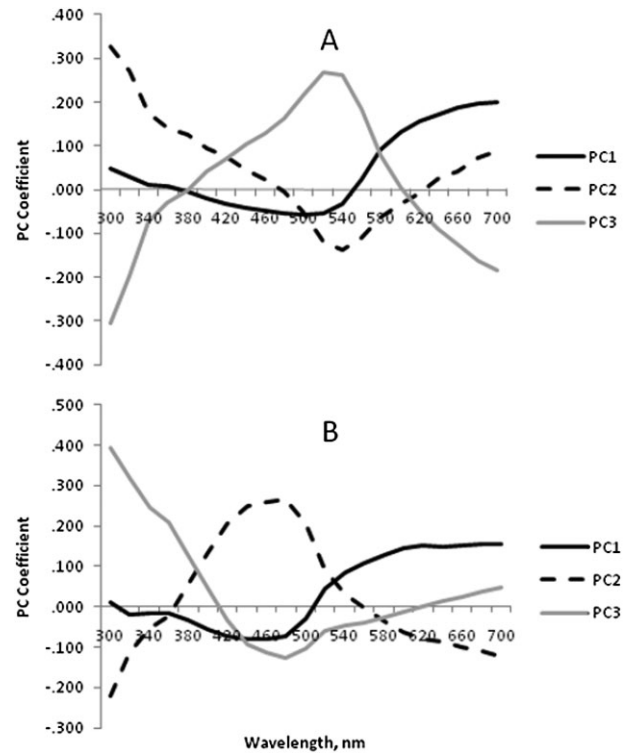 A
PC Coefficient
.400
.300
.200
.100
.000
-.100
-.200
-.300
-.400
300 340 380 420 460 500 540 580 620 660 700
PC1
PC2
PC3
B
PC Coefficient
.500
.400
.300
.200
.100
.000
-.100
-.200
-.300
300 340 380 420 460 500 540 580 620 660 700
PC1
PC2
PC3
Wavelength, nm